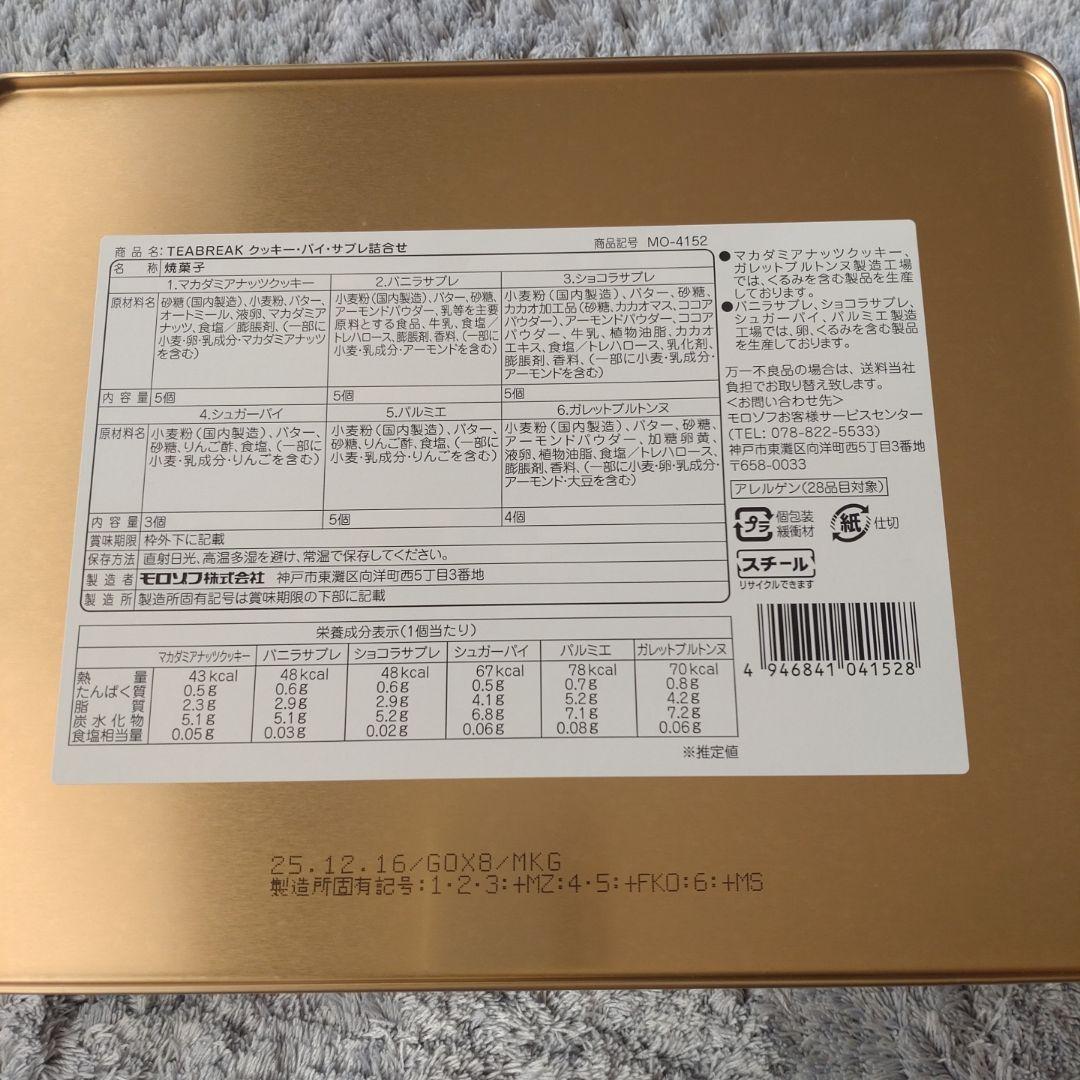 商品名:TEABREAK クッキー・パイ・サブレ詰合せ 商品記号 MO-4152
名称 焼菓子
1.マカダミアナッツクッキー
原材料名 砂糖(国内製造)、小麦粉、バター、
オートミール、液卵、マカダミア
ナッツ、食塩/膨脹剤、(一部に
小麦・卵・乳成分・マカダミアナッツ
を含む)
内容量 5個
2.バニラサブレ
小麦粉(国内製造)、バター、砂糖、
アーモンドパウダー、乳等を主要
原料とする食品、牛乳、食塩/
トレハロース、膨脹剤、香料、(一部に
小麦・乳成分・アーモンドを含む)
5個
3.ショコラサブレ
小麦粉(国内製造)、バター、砂糖、
カカオ加工品(砂糖、カカオマス、ココア
パウダー)、アーモンドパウダー、ココア
パウダー、牛乳、植物油脂、カカオ
エキス、食塩/トレハロース、乳化剤、
膨脹剤、香料、(一部に小麦・乳成分・
アーモンドを含む)
5個
4.シュガーパイ
原材料名 小麦粉(国内製造)、バター、
砂糖、りんご酢、食塩、(一部に
小麦・乳成分・りんごを含む)
内容量 3個
5.パルミエ
小麦粉(国内製造)、バター、
砂糖、りんご酢、食塩、(一部に
小麦・乳成分・りんごを含む)
5個
6.ガレットブルトンヌ
小麦粉(国内製造)、バター、砂糖、
アーモンドパウダー、加糖卵黄、
液卵、植物油脂、食塩/トレハロース、
膨脹剤、香料、(一部に小麦・卵・乳成分・
アーモンド・大豆を含む)
4個
賞味期限 枠外下に記載
保存方法 直射日光、高温多湿を避け、常温で保存してください。
製造者 モロゾフ株式会社 神戸市東灘区向洋町西5丁目3番地
製造所 製造所固有記号は賞味期限の下部に記載
●マカダミアナッツクッキー、
ガレットブルトンヌ製造工場
では、くるみを含む製品を生産
しております。
●バニラサブレ、ショコラサブレ、
シュガーパイ、パルミエ製造
工場では、卵、くるみを含む製品
を生産しております。
万一不良品の場合は、送料当社
負担でお取り替え致します。
<お問い合わせ先>
モロゾフお客様サービスセンター
(TEL: 078-822-5533)
神戸市東灘区向洋町西5丁目3番地
〒658-0033
アレルゲン(28品目対象)
プラ 個包装
緩衝材
紙 仕切
スチール
リサイクルできます
4 946841 041528
栄養成分表示(1個当たり)
マカダミアナッツクッキー バニラサブレ ショコラサブレ シュガーパイ パルミエ ガレットブルトンヌ
熱量 43kcal 48kcal 48kcal 67kcal 78kcal 70kcal
たんぱく質 0.5g 0.6g 0.6g 0.5g 0.7g 0.8g
脂質 2.3g 2.9g 2.9g 4.1g 5.2g 4.2g
炭水化物 5.1g 5.1g 5.2g 6.8g 7.1g 7.2g
食塩相当量 0.05g 0.03g 0.02g 0.06g 0.08g 0.06g
※推定値
25.12.16/GOX8/MKG
製造所固有記号:1・2・3:+MZ:4・5:+FKO:6:+MS